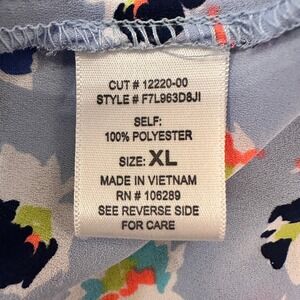 CUT # 12220-00
STYLE # F7L963D8JI
SELF:
100% POLYESTER
SIZE: XL
MADE IN VIETNAM
RN # 106289
SEE REVERSE SIDE
FOR CARE